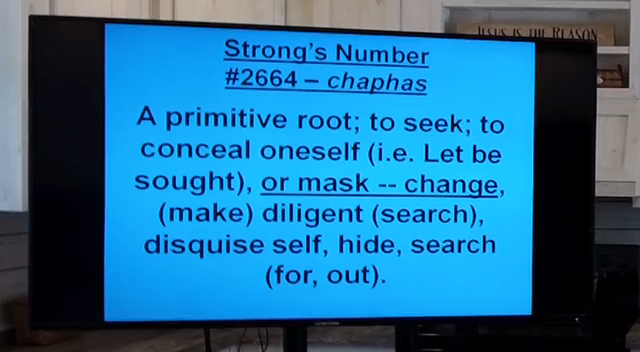 JESUS IS THE REASON
Strong's Number
#2664 – chaphas
A primitive root; to seek; to
conceal oneself (i.e. Let be
sought), or mask -- change,
(make) diligent (search),
disquise self, hide, search
(for, out).